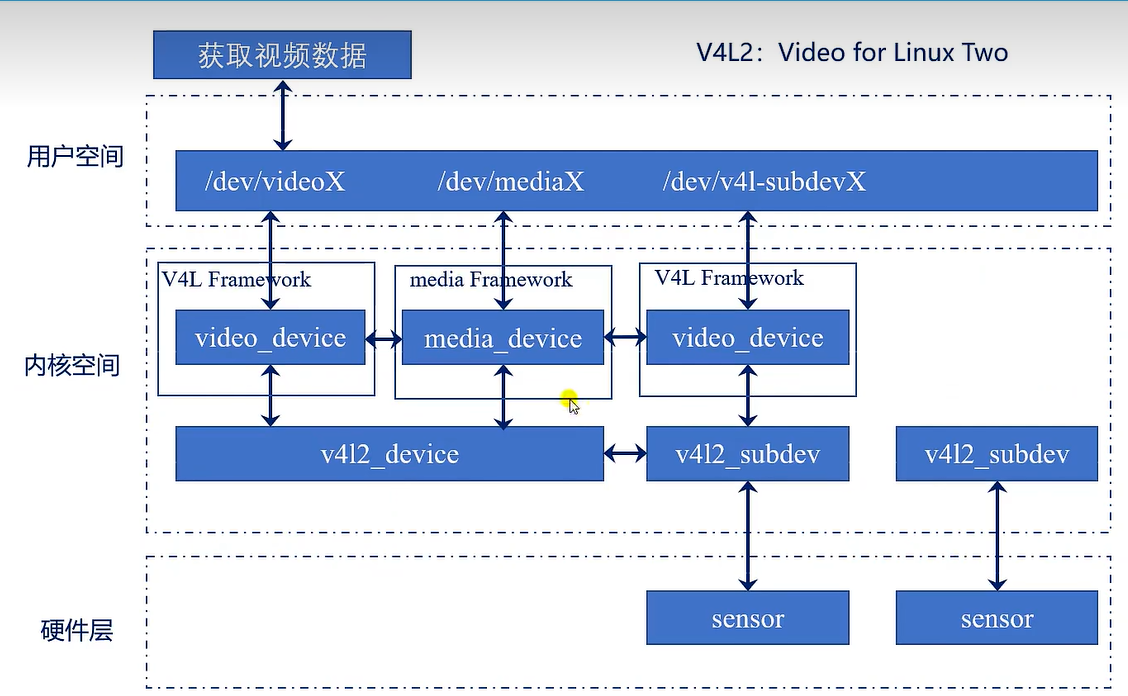 获取视频数据
V4L2：Video for Linux Two
用户空间
/dev/videoX
/dev/mediaX
/dev/v4l-subdevX
V4L Framework
media Framework
V4L Framework
video_device
media_device
video_device
内核空间
v4l2_device
v4l2_subdev
v4l2_subdev
硬件层
sensor
sensor